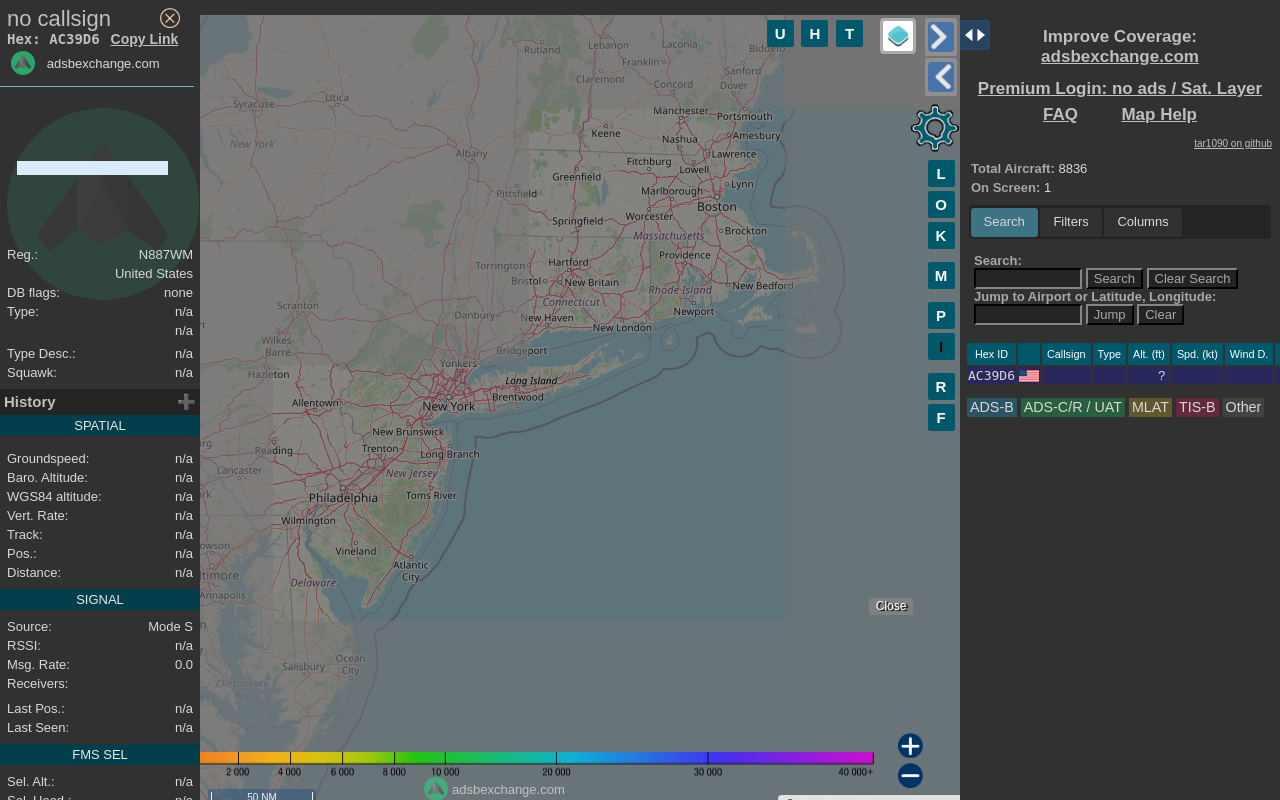 no callsign
Hex: AC39D6 Copy Link
adsbexchange.com
Reg.: N887WM
United States
DB flags: none
Type: n/a
n/a
Type Desc.: n/a
Squawk: n/a
History
SPATIAL
Groundspeed: n/a
Baro. Altitude: n/a
WGS84 altitude: n/a
Vert. Rate: n/a
Track: n/a
Pos.: n/a
Distance: n/a
SIGNAL
Source: Mode S
RSSI: n/a
Msg. Rate: 0.0
Receivers:
Last Pos.: n/a
Last Seen: n/a
FMS SEL
Sel. Alt.: n/a
U H T
L
O
K
M
P
I
R
F
Rutland
Lebanon
Laconia
Franklin
Claremont
Concord
Sanford
Dover
Syracuse
Utica
Manchester
Portsmouth
Keene
Nashua
Amesbury
New York
Albany
Fitchburg
Lawrence
Lowell
Greenfield
Pittsfield
Marlborough
Lynn
Springfield
Worcester
Boston
Brockton
Massachusetts
Providence
Torrington
Hartford
Bristol
New Britain
New Bedford
Rhode Island
Scranton
Connecticut
Danbury
New Haven
Newport
New London
Wilkes-
Barre
Bridgeport
Hazleton
Yonkers
Long Island
Brentwood
Allentown
New York
New Brunswick
Reading
Trenton
Long Branch
Lancaster
New Jersey
Philadelphia
Toms River
Wilmington
Vineland
Atlantic
City
Delaware
Annapolis
Close
Salisbury
Ocean
City
Chesapeake
Bay
2 000 4 000 6 000 8 000 10 000 20 000 30 000 40 000+
adsbexchange.com
50 NM
Improve Coverage:
adsbexchange.com
Premium Login: no ads / Sat. Layer
FAQ Map Help
tar1090 on github
Total Aircraft: 8836
On Screen: 1
Search Filters Columns
Search:
Search Clear Search
Jump to Airport or Latitude, Longitude:
Jump Clear
Hex ID Callsign Type Alt. (ft) Spd. (kt) Wind D.
AC39D6 ?
ADS-B ADS-C/R / UAT MLAT TIS-B Other